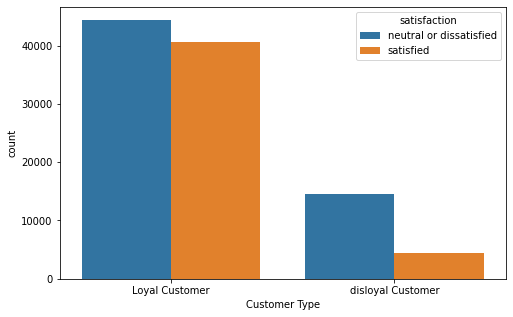 satisfaction
neutral or dissatisfied
satisfied
count
40000
30000
20000
10000
0
Loyal Customer
disloyal Customer
Customer Type